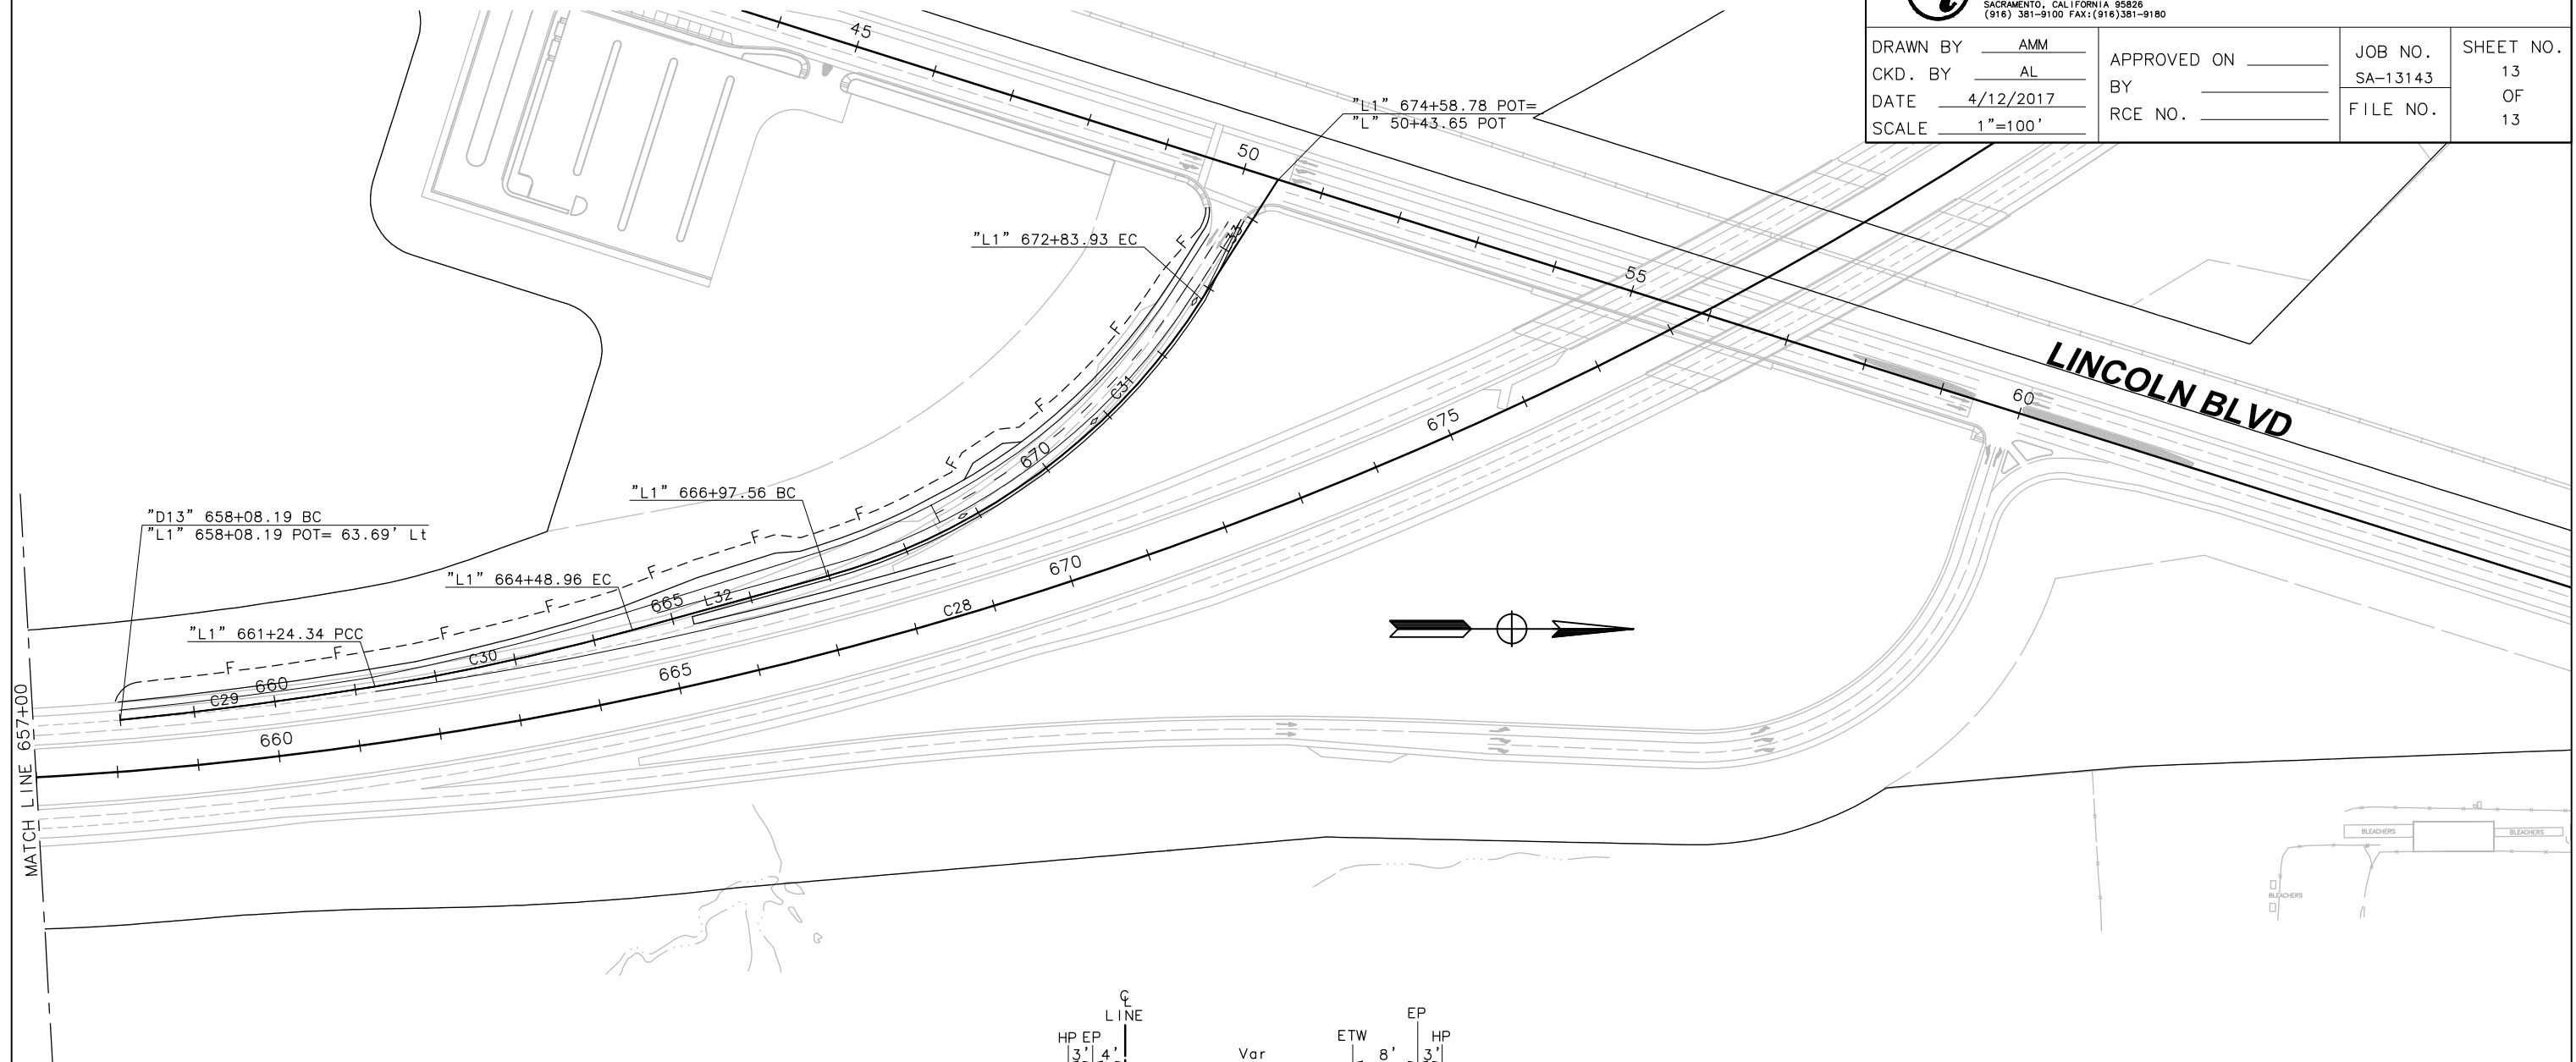 SACRAMENTO, CALIFORNIA 95826
(916) 381-9100 FAX:(916)381-9180
DRAWN BY AMM
CKD. BY AL
DATE 4/12/2017
SCALE 1"=100'
APPROVED ON
BY
RCE NO.
JOB NO.
SA-13143
FILE NO.
SHEET NO.
13
OF
13
45
"L1" 674+58.78 POT=
"L" 50+43.65 POT
50
"L1" 672+83.93 EC
L33
55
LINCOLN BLVD
60
C31
675
670
F
F
F
F
F
F
F
F
F
F
F
F
"L1" 666+97.56 BC
"D13" 658+08.19 BC
"L1" 658+08.19 POT= 63.69' Lt
"L1" 664+48.96 EC
670
665
L32
C28
"L1" 661+24.34 PCC
C30
665
660
C29
660
MATCH LINE 657+00
BLEACHERS
BLEACHERS
BLEACHERS
℄
LINE
HP EP
3' 4'
Var
ETW
8'
EP
HP
3'